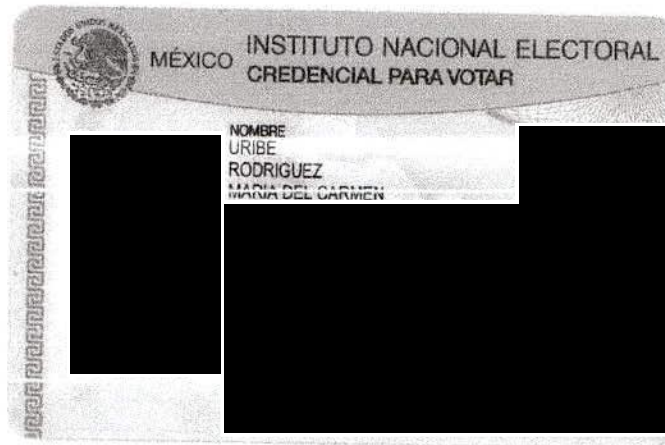 MÉXICO
INSTITUTO NACIONAL ELECTORAL
CREDENCIAL PARA VOTAR
NOMBRE
URIBE
RODRIGUEZ
MARIA DEL CARMEN